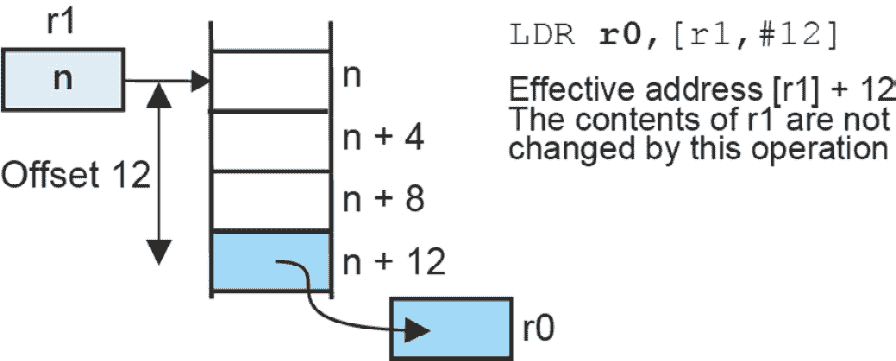 r1
n
Offset 12
n
n + 4
n + 8
n + 12
r0
LDR r0,[r1,#12]
Effective address [r1] + 12
The contents of r1 are not
changed by this operation